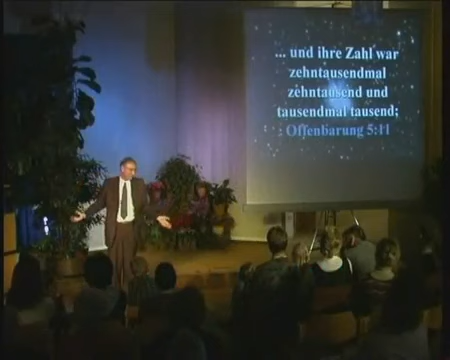 ... und ihre Zahl war
zehntausendmal
zehntausend und
tausendmal tausend;
Offenbarung 5:11